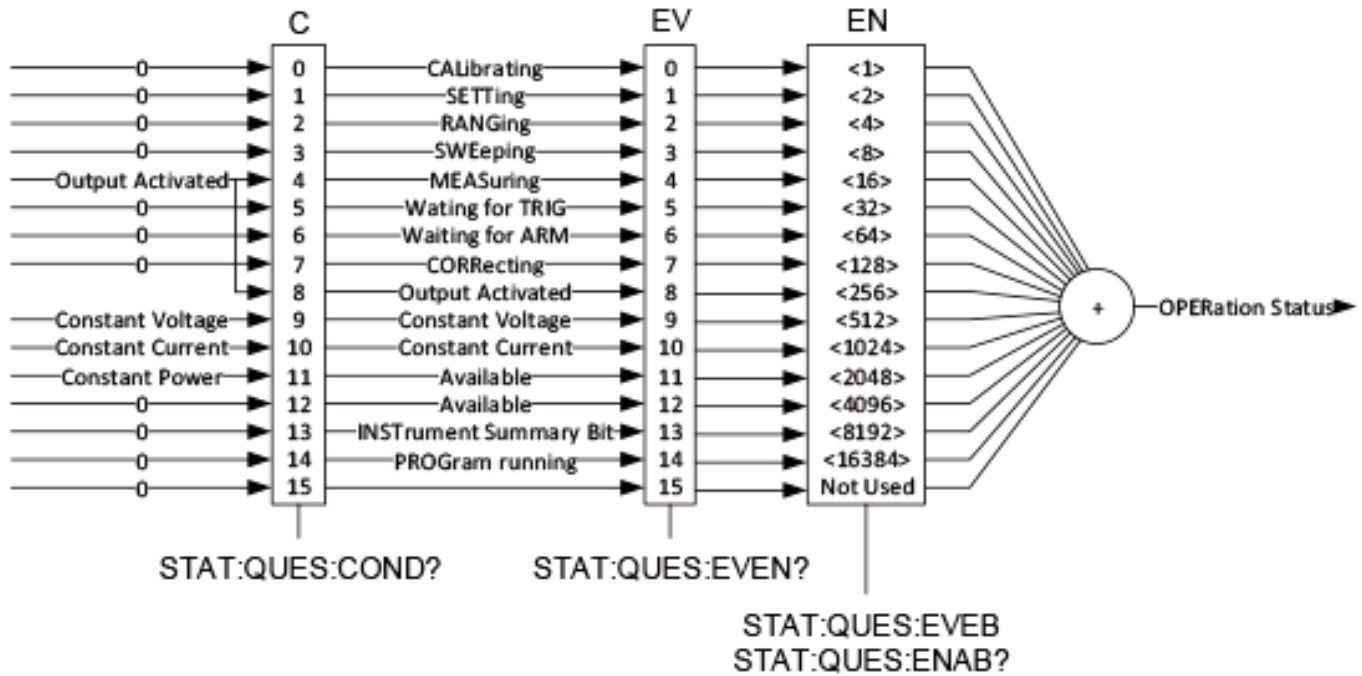 C EV EN
0 0 CALibrating 0 <1>
0 1 SETTing 1 <2>
0 2 RANGing 2 <4>
0 3 SWEeping 3 <8>
Output Activated 4 MEASuring 4 <16>
0 5 Wating for TRIG 5 <32>
0 6 Waiting for ARM 6 <64>
0 7 CORRecting 7 <128>
8 Output Activated 8 <256>
Constant Voltage 9 Constant Voltage 9 <512>
+ OPERation Status
Constant Current 10 Constant Current 10 <1024>
Constant Power 11 Available 11 <2048>
0 12 Available 12 <4096>
0 13 INSTrument Summary Bit 13 <8192>
0 14 PROGram running 14 <16384>
0 15 15 Not Used
STAT:QUES:COND? STAT:QUES:EVEN?
STAT:QUES:EVEB
STAT:QUES:ENAB?